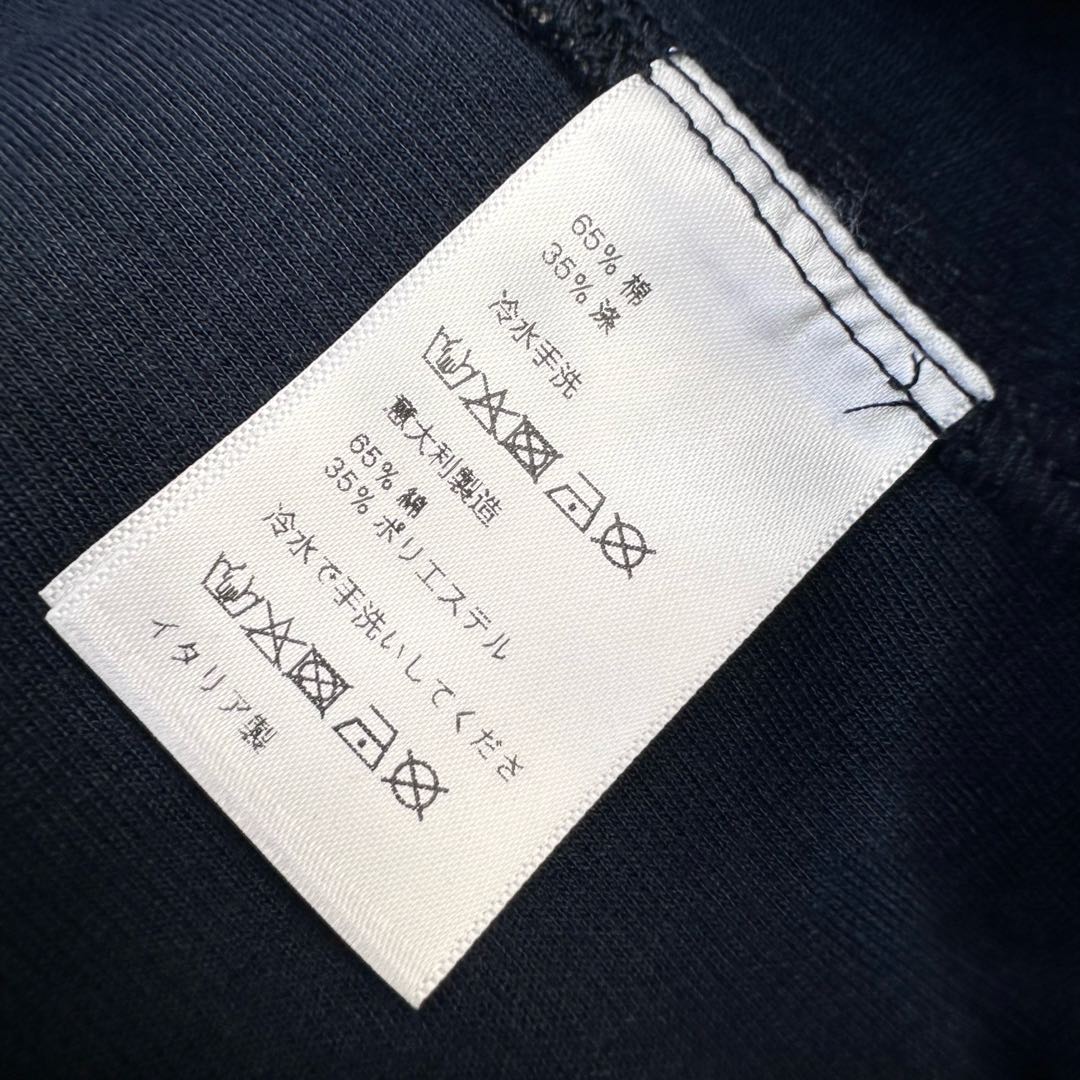 65% 棉
35% 涤
冷水手洗
意大利製造
65% 綿
35% ポリエステル
冷水で手洗いしてくださ
イタリア製